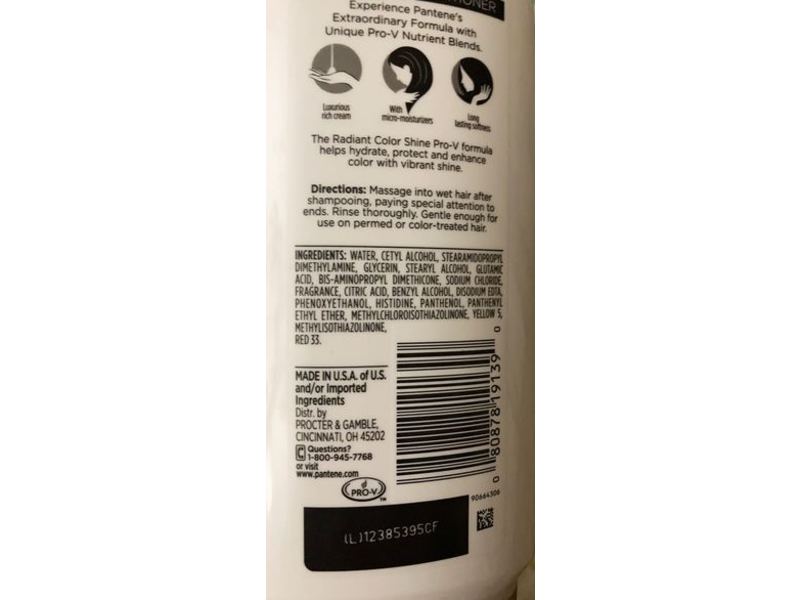 CONDITIONER
Experience Pantene's
Extraordinary Formula with
Unique Pro-V Nutrient Blends.
Luxurious
rich cream
With
micro-moisturizers
Long
lasting softness
The Radiant Color Shine Pro-V formula
helps hydrate, protect and enhance
color with vibrant shine.
Directions: Massage into wet hair after
shampooing, paying special attention to
ends. Rinse thoroughly. Gentle enough for
use on permed or color-treated hair.
INGREDIENTS: WATER, CETYL ALCOHOL, STEARAMIDOPROPYL
DIMETHYLAMINE, GLYCERIN, STEARYL ALCOHOL, GLUTAMIC
ACID, BIS-AMINOPROPYL DIMETHICONE, SODIUM CHLORIDE,
FRAGRANCE, CITRIC ACID, BENZYL ALCOHOL, DISODIUM EDTA,
PHENOXYETHANOL, HISTIDINE, PANTHENOL, PANTHENYL
ETHYL ETHER, METHYLCHLOROISOTHIAZOLINONE, YELLOW 5,
METHYLISOTHIAZOLINONE,
RED 33.
MADE IN U.S.A. of U.S.
and/or Imported
Ingredients
Distr. by
PROCTER & GAMBLE,
CINCINNATI, OH 45202
Questions?
1-800-945-7768
or visit
www.pantene.com
PRO-V™
0 80878 19139 0
90664306
(L)12385395CF